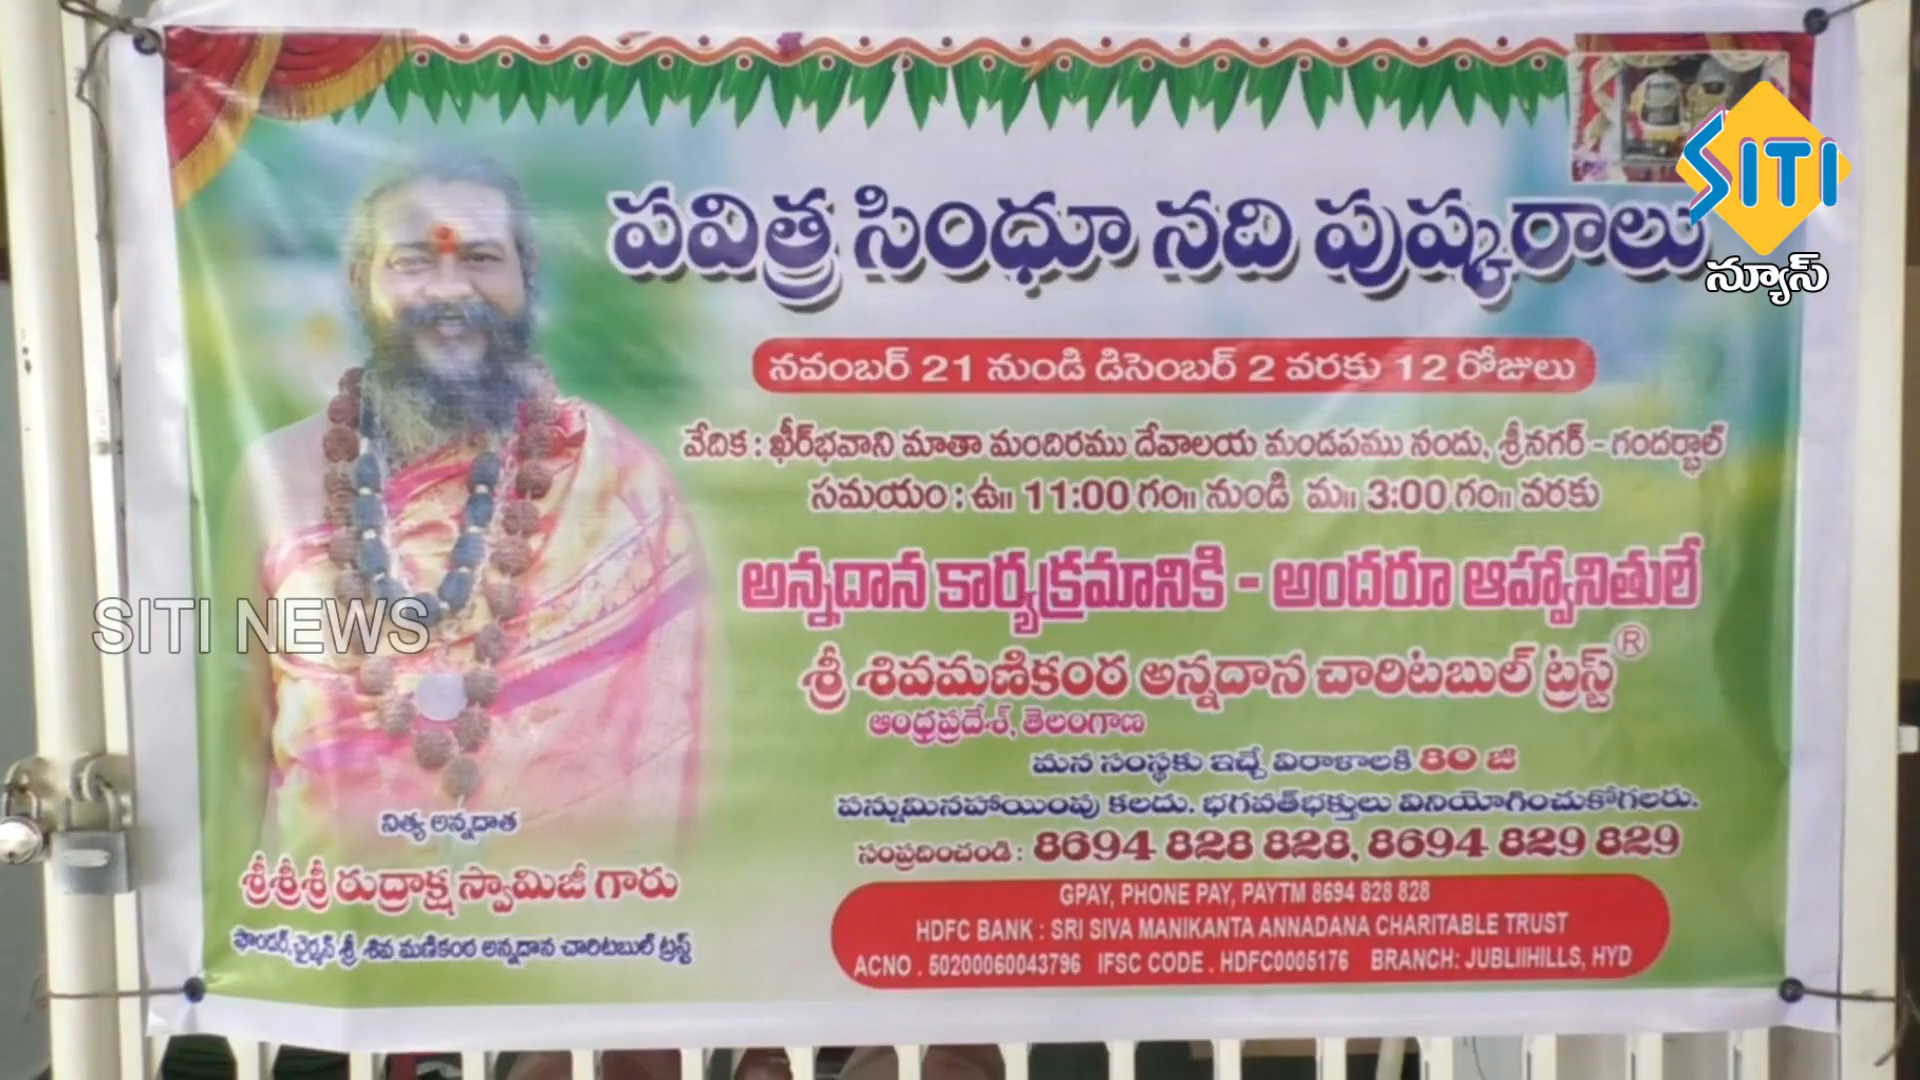 పవిత్ర సింధూ నది పుష్కరాలు
SITI
న్యూస్
నవంబర్ 21 నుండి డిసెంబర్ 2 వరకు 12 రోజులు
వేదిక : ఖీర్‌భవాని మాతా మందిరము దేవాలయ మండపము నందు, శ్రీనగర్ - గందర్బాల్
సమయం : ఉ॥ 11:00 గం॥ నుండి మ॥ 3:00 గం॥ వరకు
అన్నదాన కార్యక్రమానికి - అందరూ ఆహ్వానితులే
SITI NEWS
శ్రీ శివమణికంఠ అన్నదాన చారిటబుల్ ట్రస్ట్ ®
ఆంధ్రప్రదేశ్, తెలంగాణ
మన సంస్థకు ఇచ్చే విరాళాలకి 80 జి
పన్నుమినహాయింపు కలదు. భగవత్‌భక్తులు వినియోగించుకోగలరు.
సంప్రదించండి : 8694 828 828, 8694 829 829
నిత్య అన్నదాత
శ్రీశ్రీశ్రీ రుద్రాక్ష స్వామిజీ గారు
ఫౌండర్, చైర్మన్ శ్రీ శివ మణికంఠ అన్నదాన చారిటబుల్ ట్రస్ట్
GPAY, PHONE PAY, PAYTM 8694 828 828
HDFC BANK : SRI SIVA MANIKANTA ANNADANA CHARITABLE TRUST
ACNO . 50200060043796 IFSC CODE . HDFC0005176 BRANCH: JUBLIIHILLS, HYD